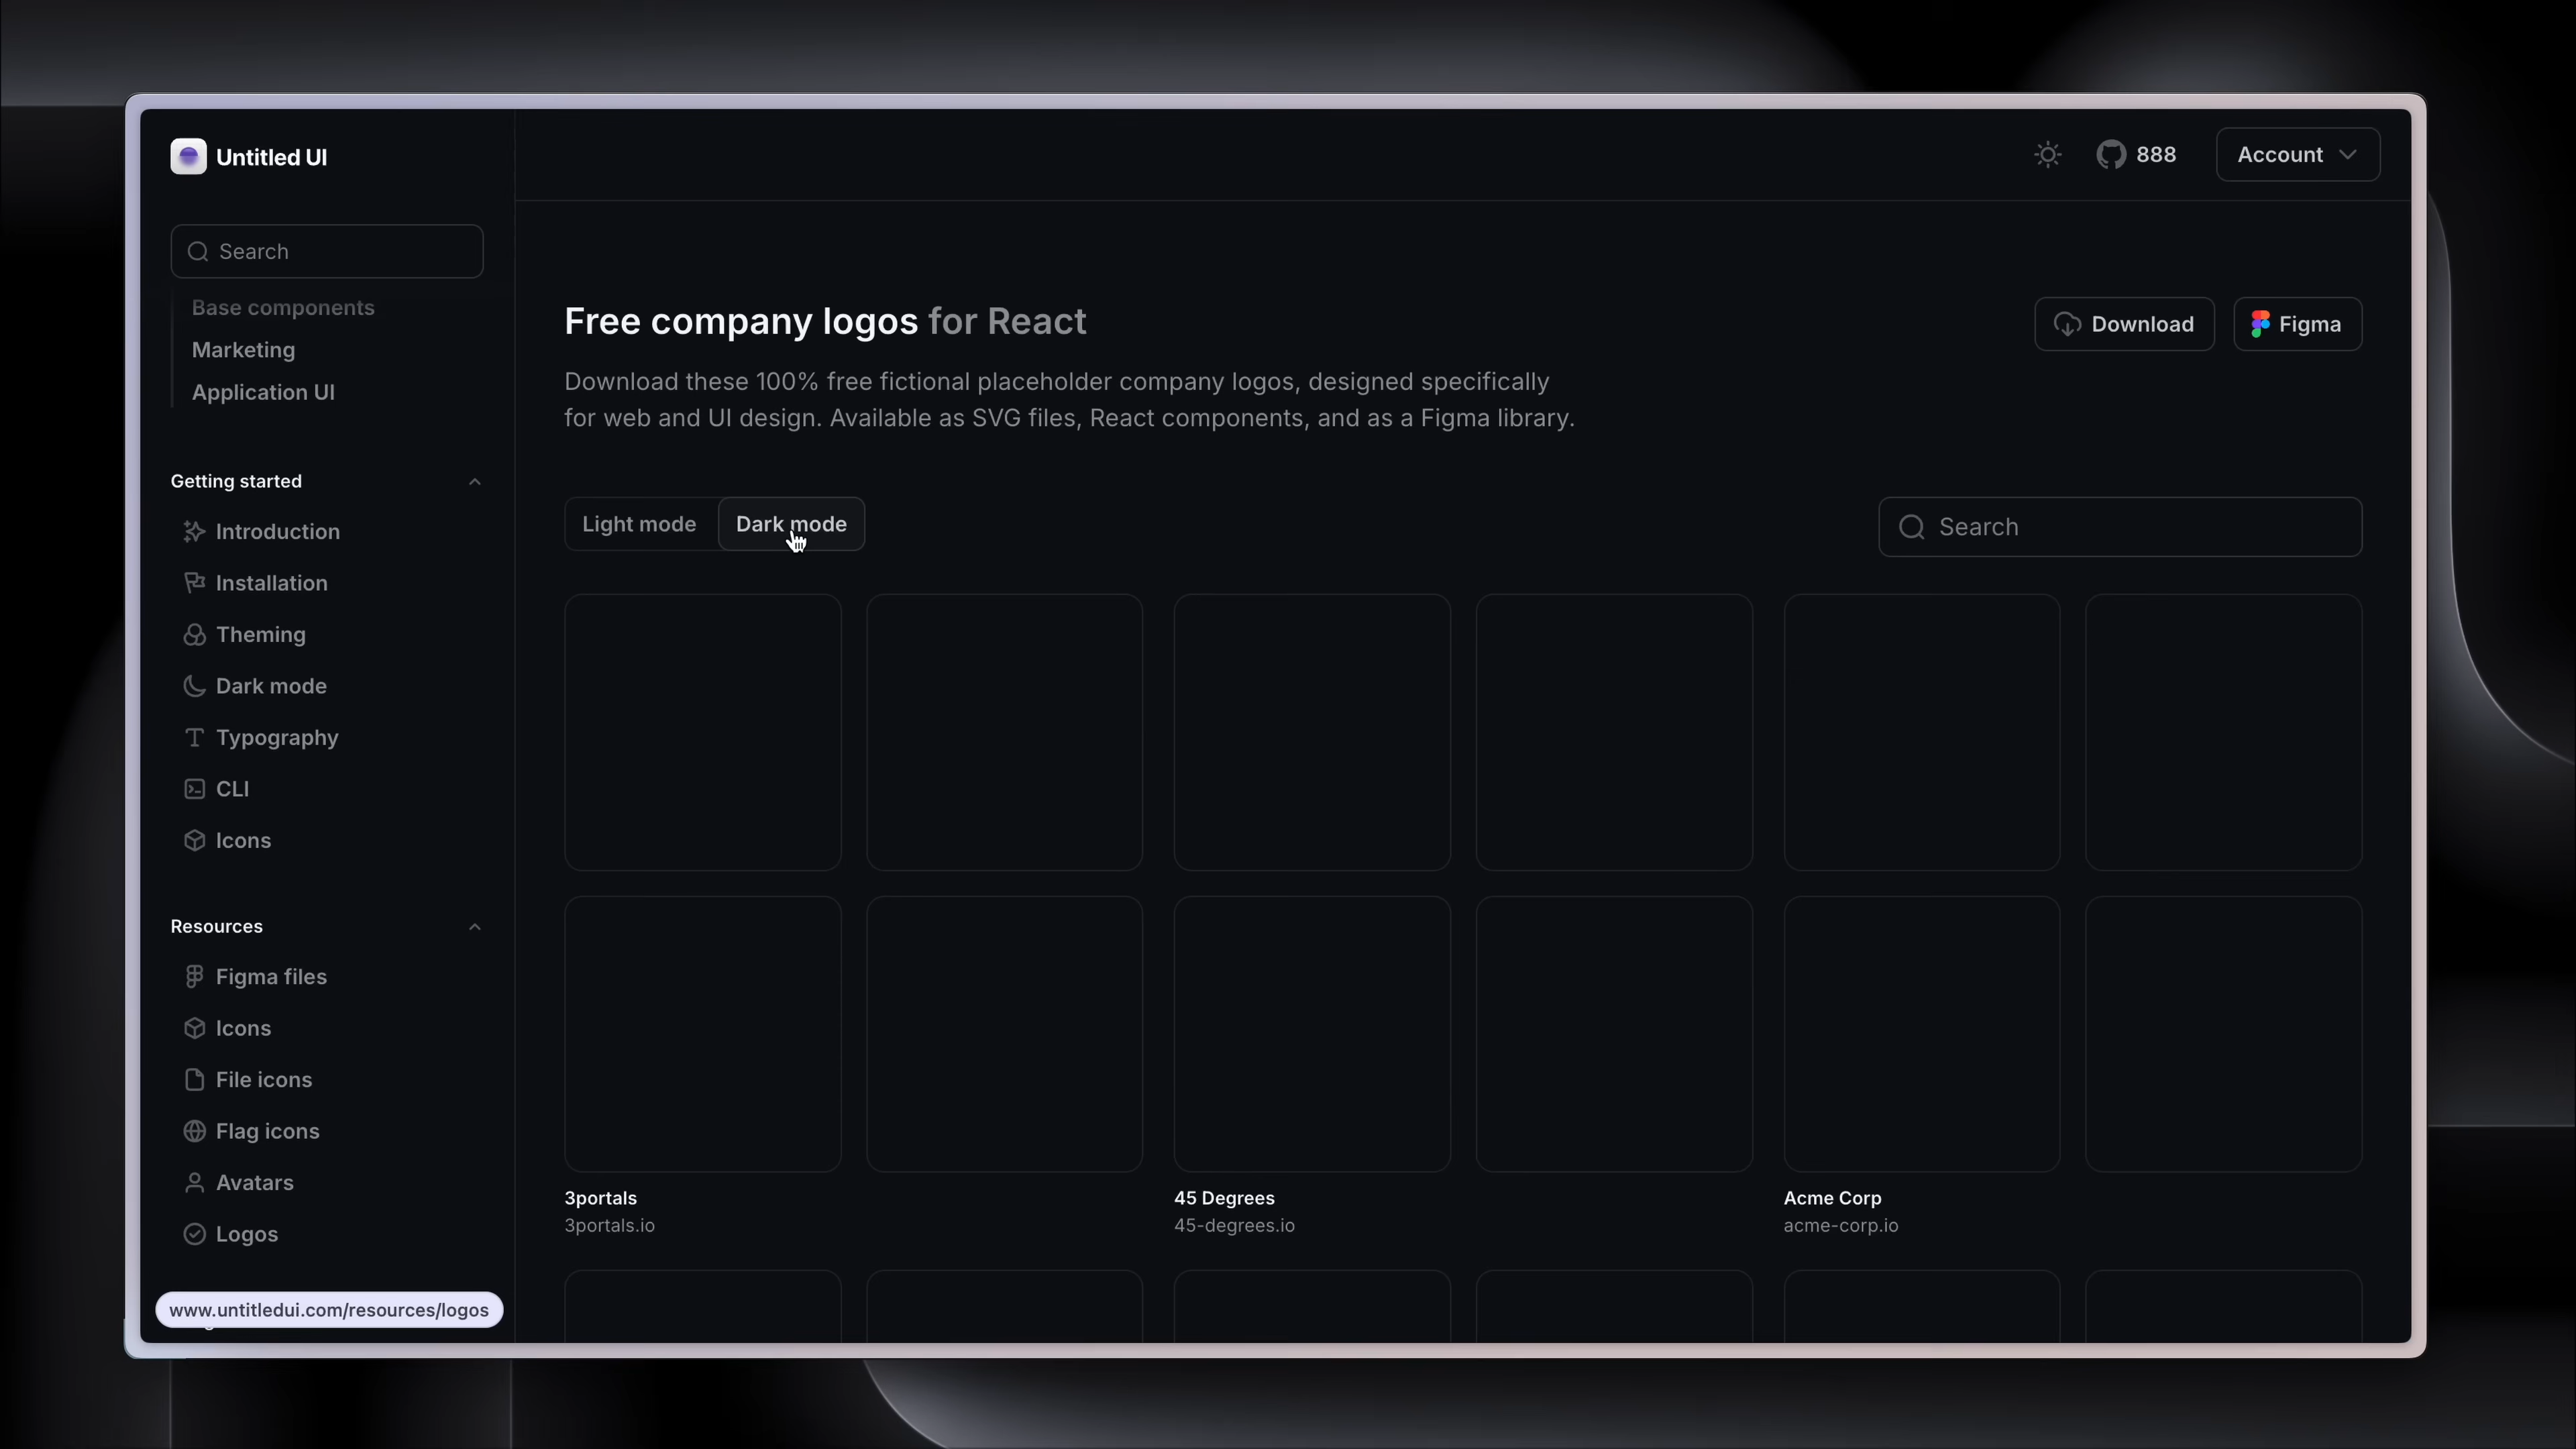 Untitled UI
888
Account
Search
Base components
Marketing
Application UI
Getting started
Introduction
Installation
Theming
Dark mode
Typography
CLI
Icons
Resources
Figma files
Icons
File icons
Flag icons
Avatars
Logos
www.untitledui.com/resources/logos
Free company logos for React
Download
Figma
Download these 100% free fictional placeholder company logos, designed specifically
for web and UI design. Available as SVG files, React components, and as a Figma library.
Light mode
Dark mode
Search
3portals
3portals.io
45 Degrees
45-degrees.io
Acme Corp
acme-corp.io